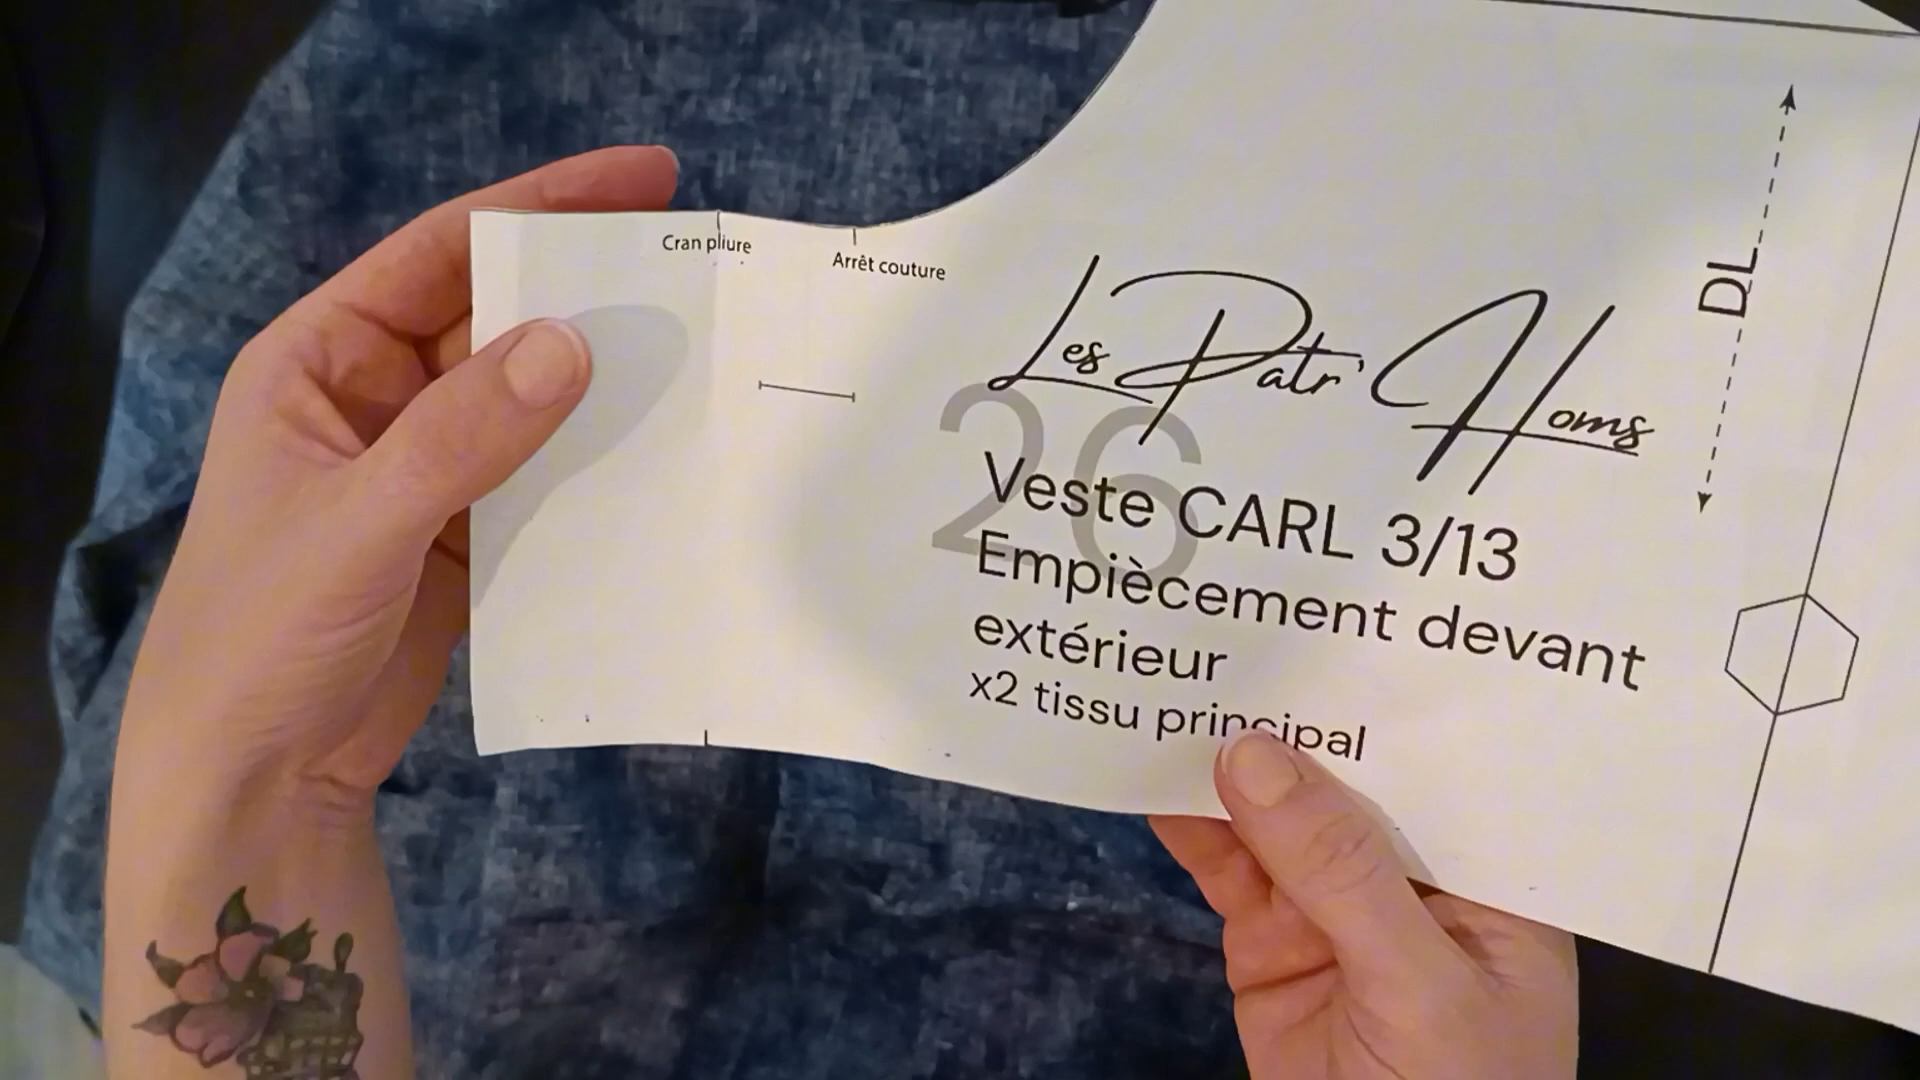 Cran pliure
Arrêt couture
DL
Les Patr'Homs
26
Veste CARL 3/13
Empiècement devant
extérieur
x2 tissu principal